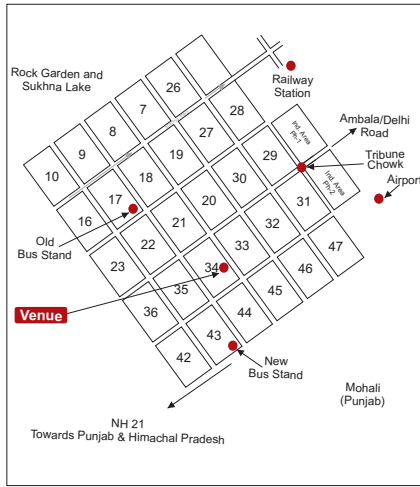 Rock Garden and
Sukhna Lake
Railway
Station
Ambala/Delhi
Road
Tribune
Chowk
Airport
Ind. Area
Ph-1
Ind. Area
Ph-2
26
7
8
9
10
28
27
19
18
17
16
29
30
20
21
22
23
31
32
33
34
35
36
47
46
45
44
43
42
Old
Bus Stand
Venue
New
Bus Stand
Mohali
(Punjab)
NH 21
Towards Punjab & Himachal Pradesh